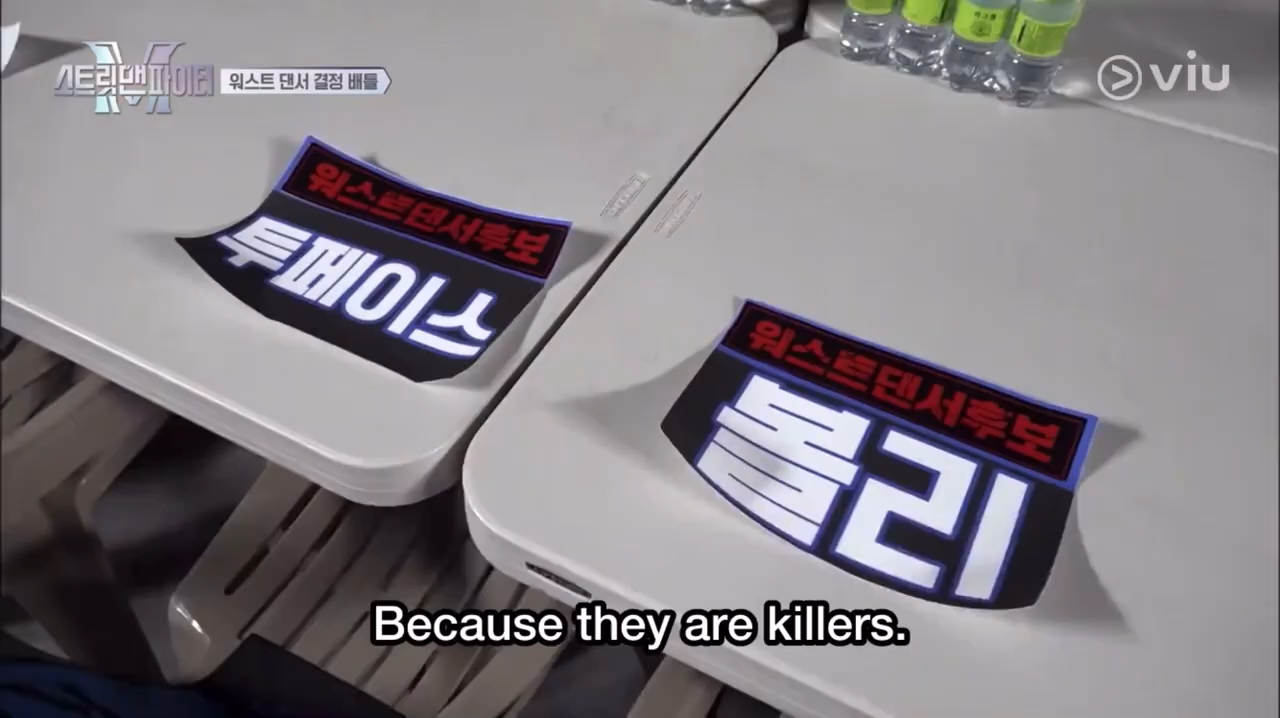 스트릿맨파이터
M
워스트 댄서 결정 배틀
viu
워스트댄서후보
투페이스
워스트댄서후보
볼리
Because they are killers.